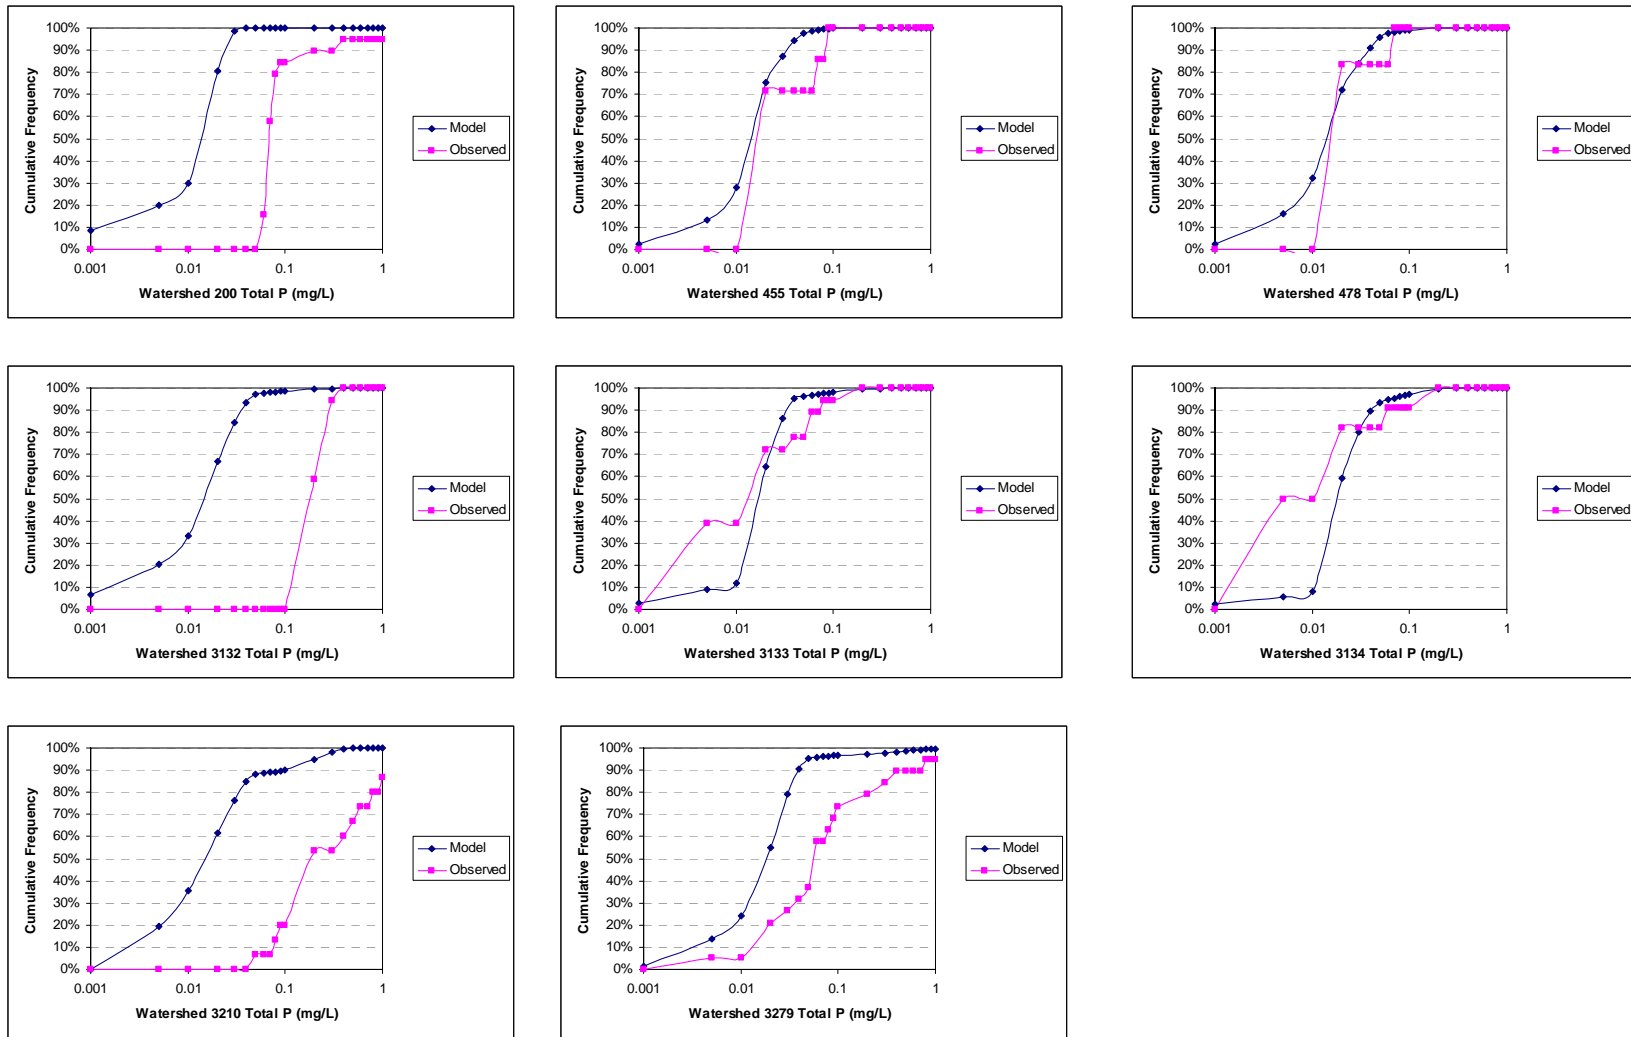 100%
90%
80%
70%
60%
50%
40%
30%
20%
10%
0%
Cumulative Frequency
0.001 0.01 0.1 1
Watershed 200 Total P (mg/L)
Model
Observed
100%
90%
80%
70%
60%
50%
40%
30%
20%
10%
0%
Cumulative Frequency
0.001 0.01 0.1 1
Watershed 455 Total P (mg/L)
Model
Observed
100%
90%
80%
70%
60%
50%
40%
30%
20%
10%
0%
Cumulative Frequency
0.001 0.01 0.1 1
Watershed 478 Total P (mg/L)
Model
Observed
100%
90%
80%
70%
60%
50%
40%
30%
20%
10%
0%
Cumulative Frequency
0.001 0.01 0.1 1
Watershed 3132 Total P (mg/L)
Model
Observed
100%
90%
80%
70%
60%
50%
40%
30%
20%
10%
0%
Cumulative Frequency
0.001 0.01 0.1 1
Watershed 3133 Total P (mg/L)
Model
Observed
100%
90%
80%
70%
60%
50%
40%
30%
20%
10%
0%
Cumulative Frequency
0.001 0.01 0.1 1
Watershed 3134 Total P (mg/L)
Model
Observed
100%
90%
80%
70%
60%
50%
40%
30%
20%
10%
0%
Cumulative Frequency
0.001 0.01 0.1 1
Watershed 3210 Total P (mg/L)
Model
Observed
100%
90%
80%
70%
60%
50%
40%
30%
20%
10%
0%
Cumulative Frequency
0.001 0.01 0.1 1
Watershed 3279 Total P (mg/L)
Model
Observed